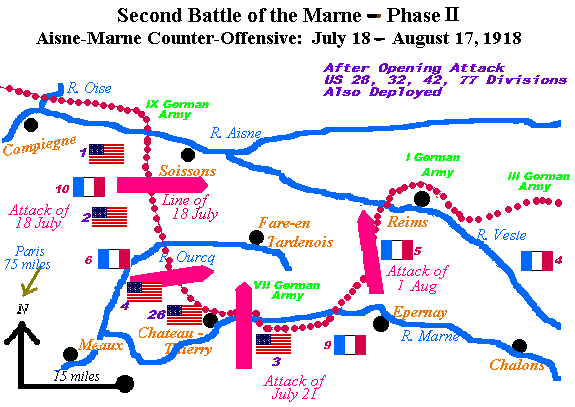 Second Battle of the Marne – Phase II
Aisne-Marne Counter-Offensive: July 18 – August 17, 1918
After Opening Attack
US 28, 32, 42, 77 Divisions
Also Deployed
R. Oise
IX German
Army
R. Aisne
Compiegne
1
Soissons
I German
Army
III German
Army
10
Line of
18 July
Attack of
18 July
2
Reims
R. Veste
Fare-en
Tardenois
Paris
75 miles
6
R. Ourcq
5
4
Attack of
1 Aug
VII German
Army
N
4
26
Chateau -
Thierry
Epernay
R. Marne
Meaux
3
9
Chalons
15 miles
Attack of
July 21